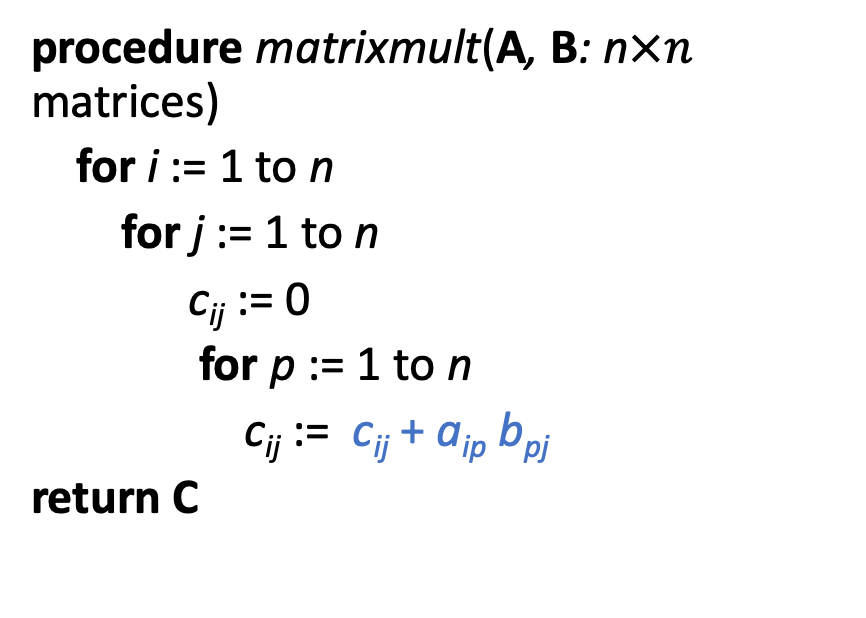 procedure matrixmult(A, B: n×n
matrices)
for i := 1 to n
for j := 1 to n
cij := 0
for p := 1 to n
cij := cij + aip bpj
return C